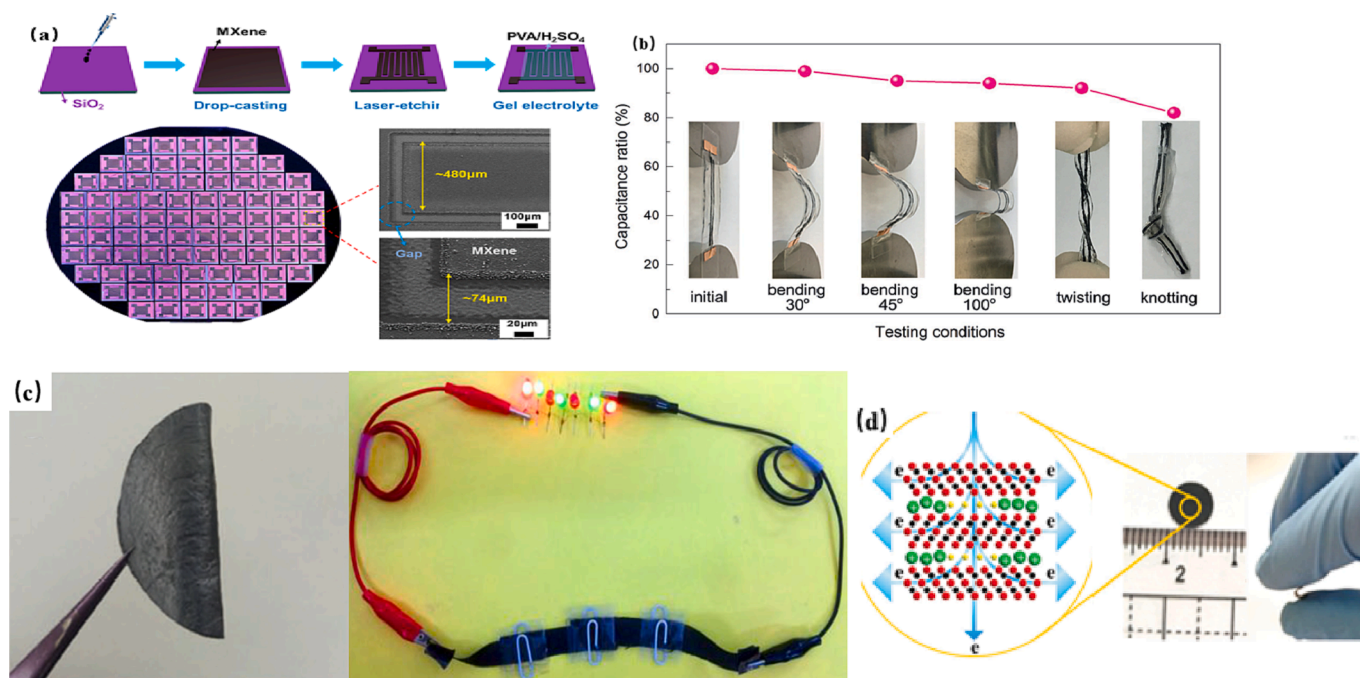 (a)
MXene
PVA/H₂SO₄
SiO₂
Drop-casting
Laser-etchir
Gel electrolyte
~480μm
100μm
Gap
MXene
~74μm
20μm
(b)
Capacitance ratio (%)
100
80
60
40
20
0
initial
bending
30°
bending
45°
bending
100°
twisting
knotting
Testing conditions
(c)
(d)
e
e
e
e
e
e
e
2